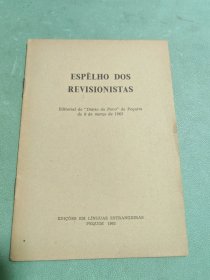 ESPÊLHO DOS
REVISIONISTAS
Editorial do "Diário do Povo" de Pequim
de 9 de março de 1963
EDIÇÕES EM LÍNGUAS ESTRANGEIRAS
PEQUIM 1963